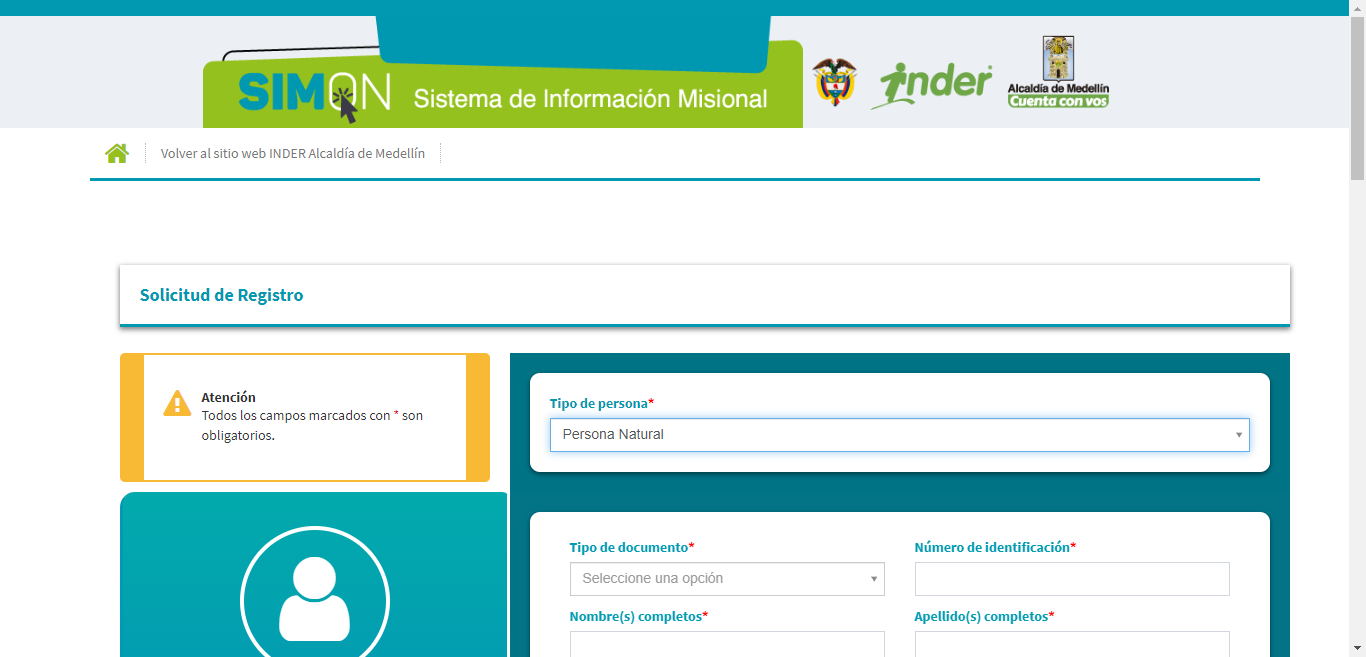 SIMON Sistema de Información Misional
inder
Alcaldía de Medellín
Cuenta con vos
Volver al sitio web INDER Alcaldía de Medellín
Solicitud de Registro
Atención
Todos los campos marcados con * son
obligatorios.
Tipo de persona*
Persona Natural
Tipo de documento*
Número de identificación*
Seleccione una opción
Nombre(s) completos*
Apellido(s) completos*